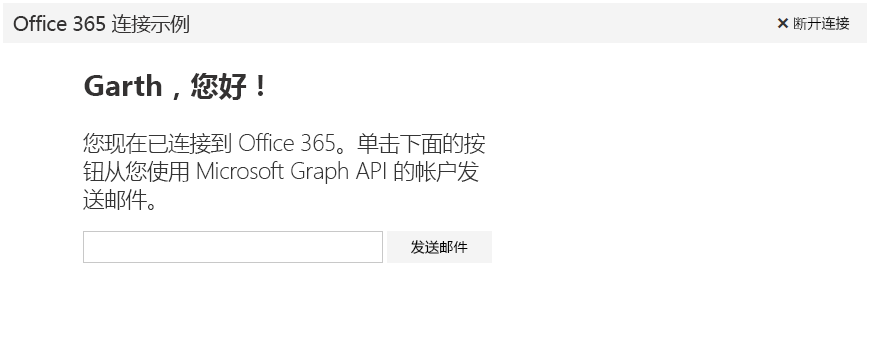 Office 365 连接示例
× 断开连接
Garth，您好！
您现在已连接到 Office 365。单击下面的按
钮从您使用 Microsoft Graph API 的帐户发
送邮件。
发送邮件